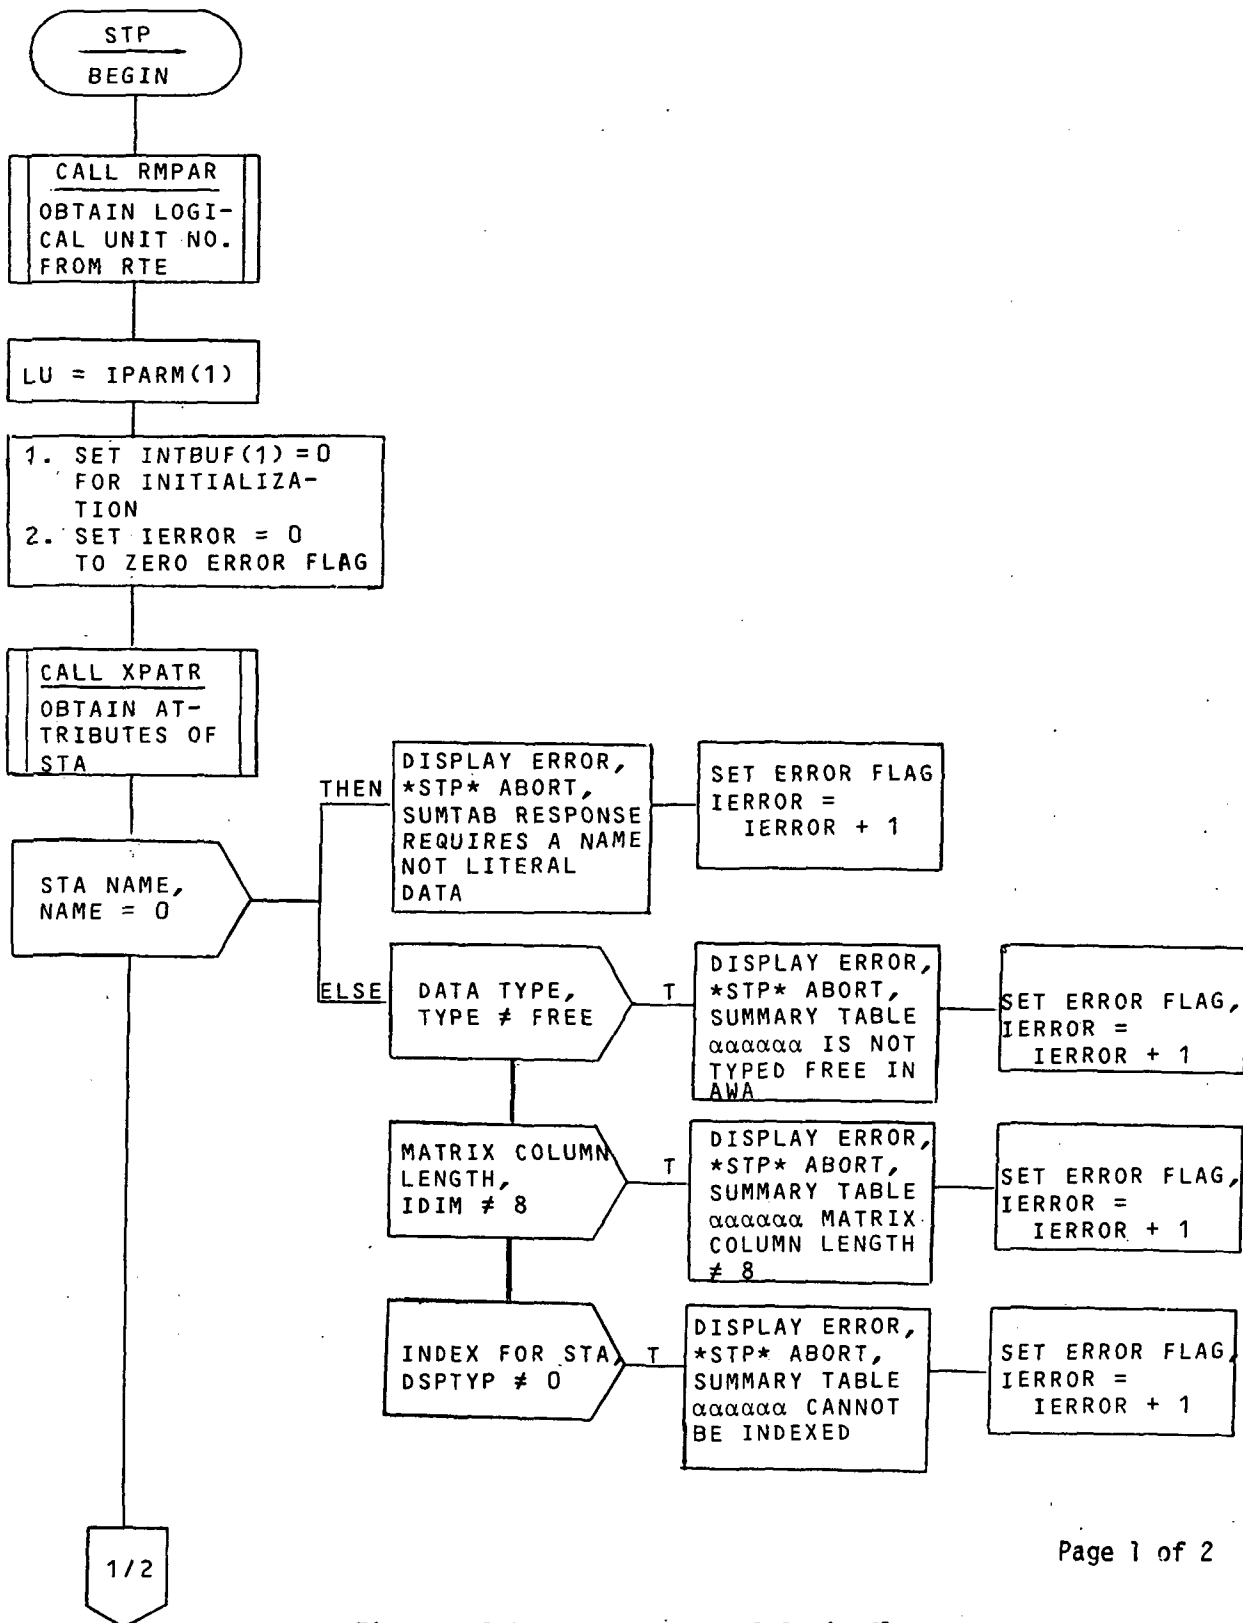 STP
BEGIN
CALL RMPAR
OBTAIN LOGI-
CAL UNIT NO.
FROM RTE
LU = IPARM(1)
1. SET INTBUF(1) = 0
FOR INITIALIZA-
TION
2. SET IERROR = 0
TO ZERO ERROR FLAG
CALL XPATR
OBTAIN AT-
TRIBUTES OF
STA
STA NAME,
NAME = 0
THEN
DISPLAY ERROR,
*STP* ABORT,
SUMTAB RESPONSE
REQUIRES A NAME
NOT LITERAL
DATA
SET ERROR FLAG
IERROR =
IERROR + 1
ELSE
DATA TYPE,
TYPE ≠ FREE
T
DISPLAY ERROR,
*STP* ABORT,
SUMMARY TABLE
αααααα IS NOT
TYPED FREE IN
AWA
SET ERROR FLAG,
IERROR =
IERROR + 1
MATRIX COLUMN
LENGTH,
IDIM ≠ 8
T
DISPLAY ERROR,
*STP* ABORT,
SUMMARY TABLE
αααααα MATRIX
COLUMN LENGTH
≠ 8
SET ERROR FLAG,
IERROR =
IERROR + 1
INDEX FOR STA,
DSPTYP ≠ 0
T
DISPLAY ERROR,
*STP* ABORT,
SUMMARY TABLE
αααααα CANNOT
BE INDEXED
SET ERROR FLAG,
IERROR =
IERROR + 1
1/2
Page 1 of 2